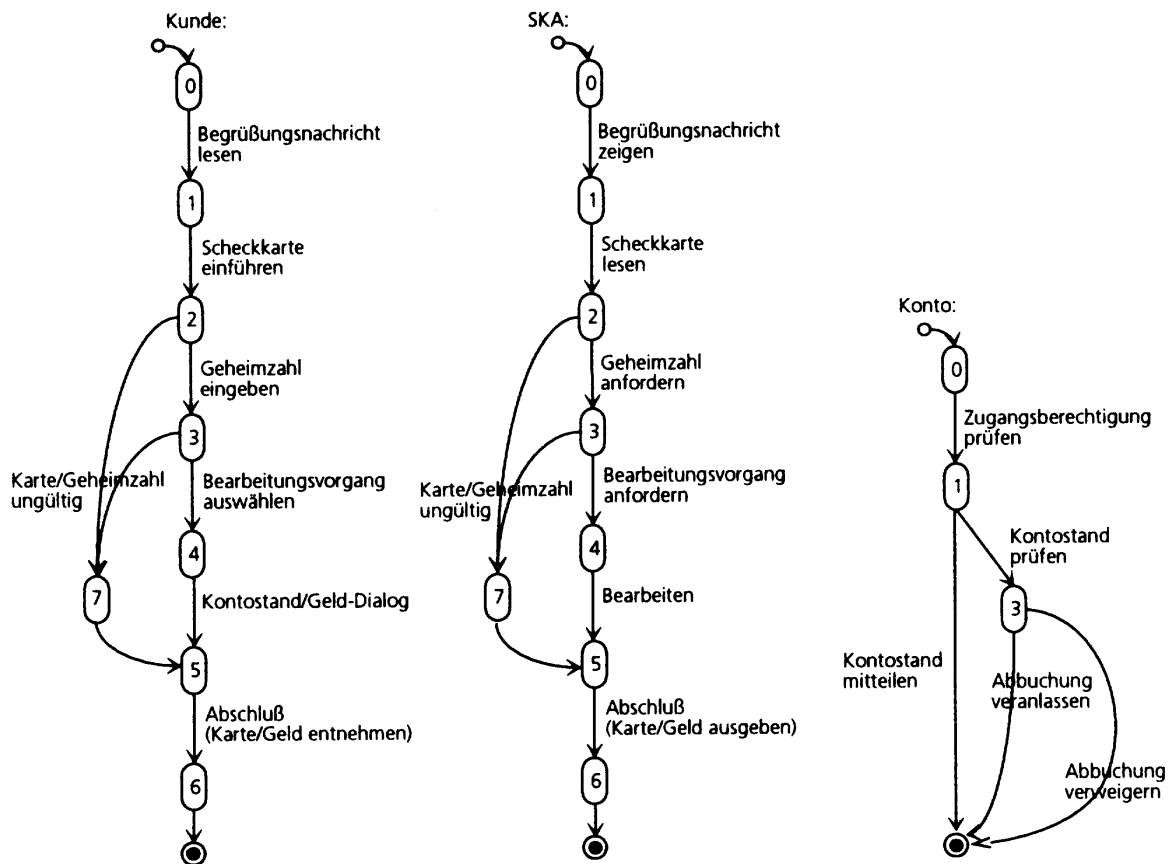 Kunde:
0
Begrüßungsnachricht
lesen
1
Scheckkarte
einführen
2
Geheimzahl
eingeben
3
Karte/Geheimzahl
ungültig
Bearbeitungsvorgang
auswählen
4
7
Kontostand/Geld-Dialog
5
Abschluß
(Karte/Geld entnehmen)
6
SKA:
0
Begrüßungsnachricht
zeigen
1
Scheckkarte
lesen
2
Geheimzahl
anfordern
3
Karte/Geheimzahl
ungültig
Bearbeitungsvorgang
anfordern
4
7
Bearbeiten
5
Abschluß
(Karte/Geld ausgeben)
6
Konto:
0
Zugangsberechtigung
prüfen
1
Kontostand
prüfen
3
Kontostand
mitteilen
Abbuchung
veranlassen
Abbuchung
verweigern